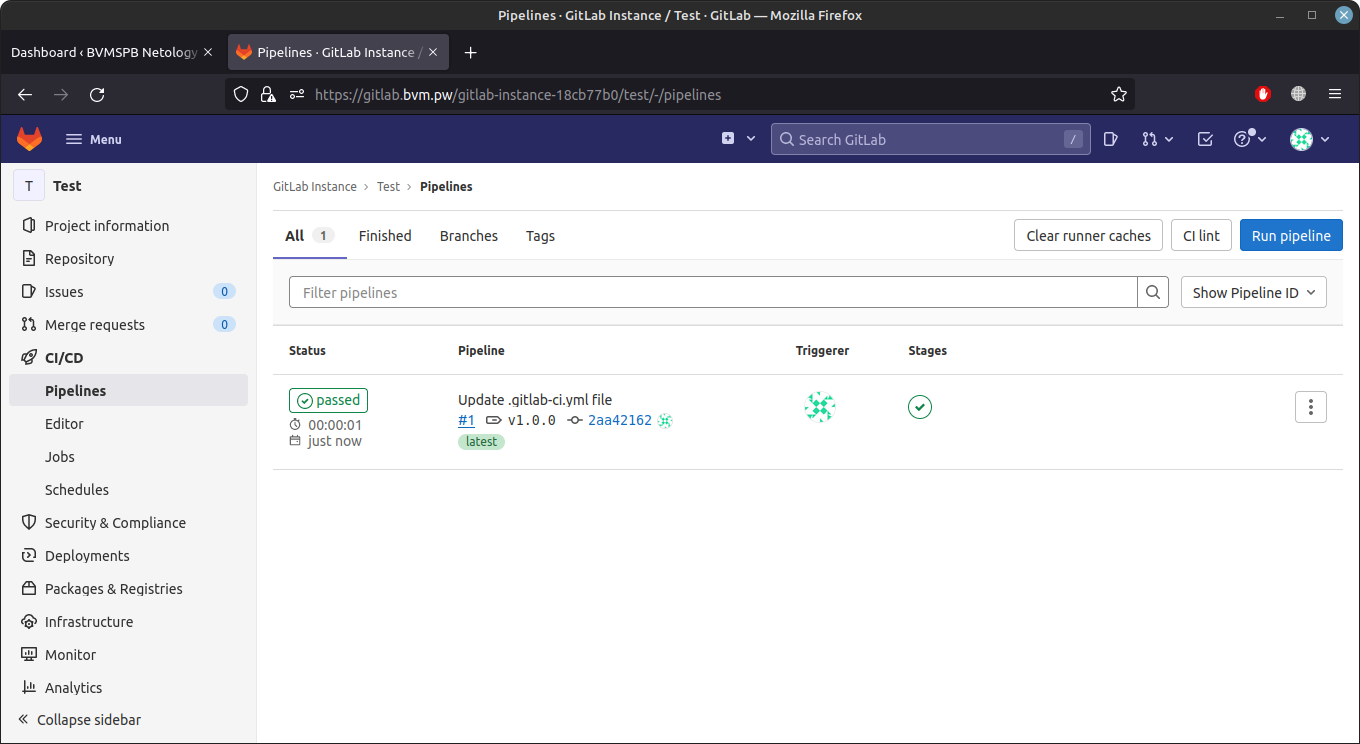 Pipelines · GitLab Instance / Test · GitLab — Mozilla Firefox
Dashboard ‹ BVMSPB Netology
Pipelines · GitLab Instance /
https://gitlab.bvm.pw/gitlab-instance-18cb77b0/test/-/pipelines
Menu
Search GitLab
/
T
Test
Project information
Repository
Issues
0
Merge requests
0
CI/CD
Pipelines
Editor
Jobs
Schedules
Security & Compliance
Deployments
Packages & Registries
Infrastructure
Monitor
Analytics
Collapse sidebar
GitLab Instance › Test › Pipelines
All 1 Finished Branches Tags
Clear runner caches
CI lint
Run pipeline
Filter pipelines
Show Pipeline ID
Status Pipeline Triggerer Stages
passed
00:00:01
just now
Update .gitlab-ci.yml file
#1 v1.0.0 2aa42162
latest